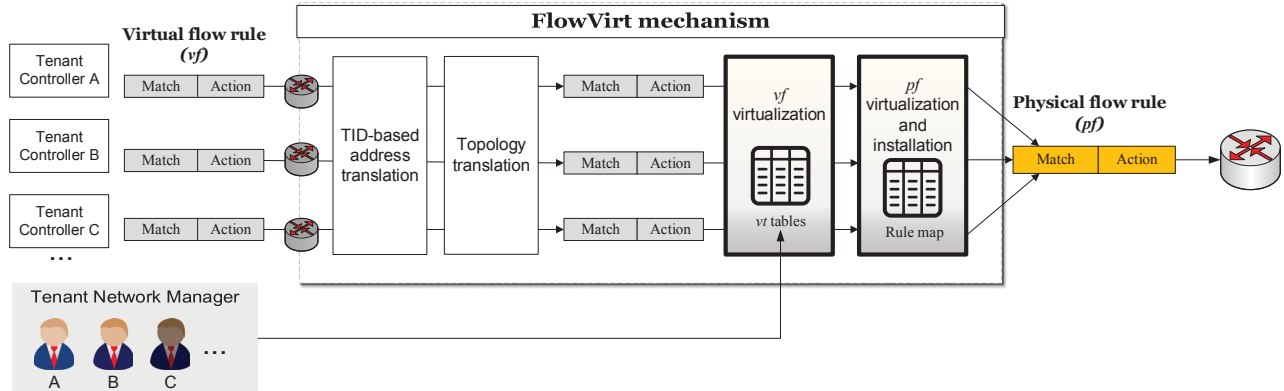 FlowVirt mechanism
Virtual flow rule
(vf)
Tenant
Controller A
Match Action
Tenant
Controller B
Match Action
Tenant
Controller C
Match Action
...
TID-based
address
translation
Topology
translation
Match Action
Match Action
Match Action
vf
virtualization
vt tables
pf
virtualization
and
installation
Rule map
Physical flow rule
(pf)
Match Action
Tenant Network Manager
...
A B C